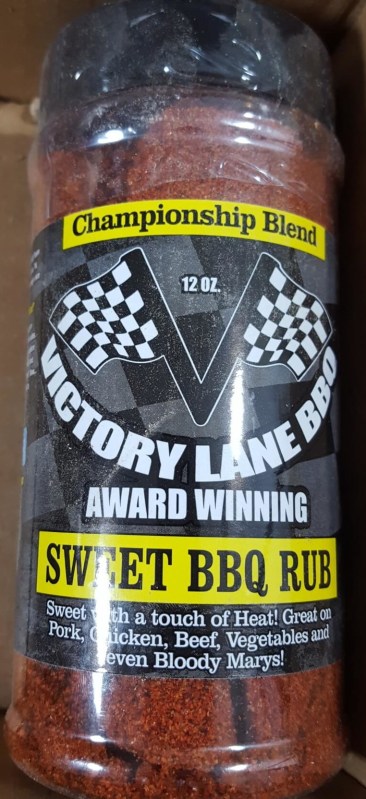 Championship Blend
12 OZ.
VICTORY LANE BBQ
AWARD WINNING
SWEET BBQ RUB
Sweet with a touch of Heat! Great on
Pork, Chicken, Beef, Vegetables and
even Bloody Marys!